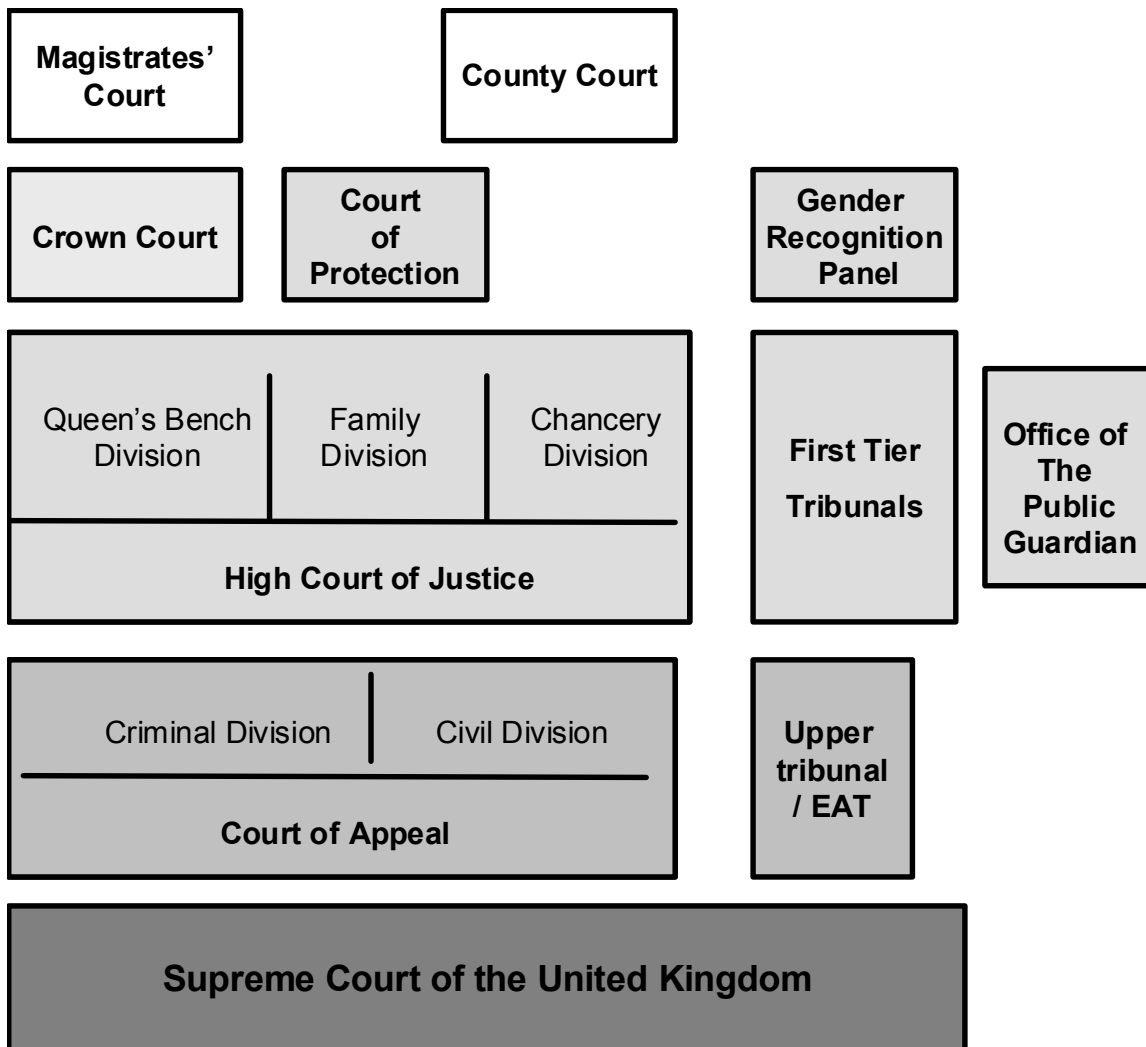 Magistrates’
Court
County Court
Crown Court
Court
of
Protection
Gender
Recognition
Panel
Queen’s Bench
Division
Family
Division
Chancery
Division
High Court of Justice
First Tier
Tribunals
Office of
The
Public
Guardian
Criminal Division
Civil Division
Court of Appeal
Upper
tribunal
/ EAT
Supreme Court of the United Kingdom